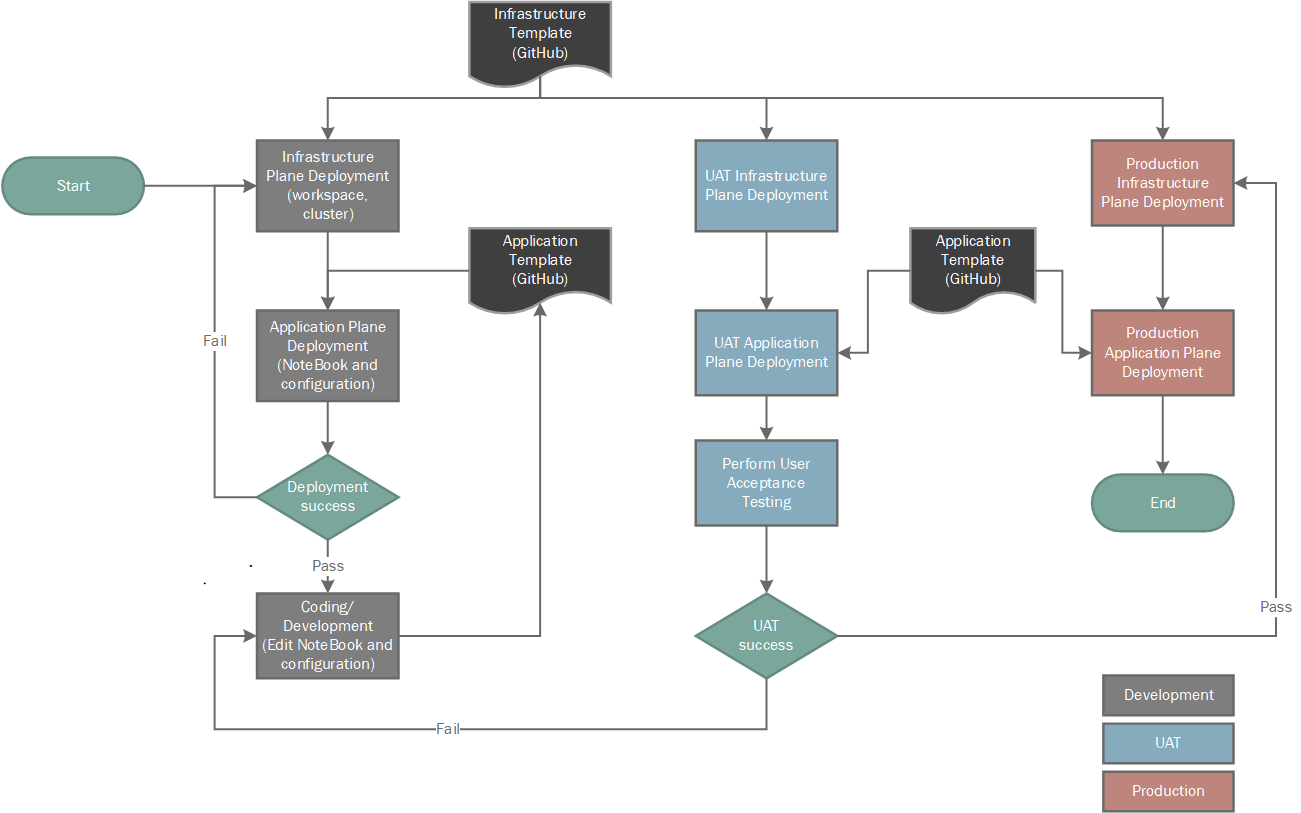 Infrastructure
Template
(GitHub)
Start
Infrastructure
Plane Deployment
(workspace,
cluster)
UAT Infrastructure
Plane Deployment
Production
Infrastructure
Plane Deployment
Application
Template
(GitHub)
Application
Template
(GitHub)
Fail
Application Plane
Deployment
(NoteBook and
configuration)
UAT Application
Plane Deployment
Production
Application Plane
Deployment
Deployment
success
Perform User
Acceptance
Testing
End
Pass
Coding/
Development
(Edit NoteBook and
configuration)
UAT
success
Pass
Fail
Development
UAT
Production